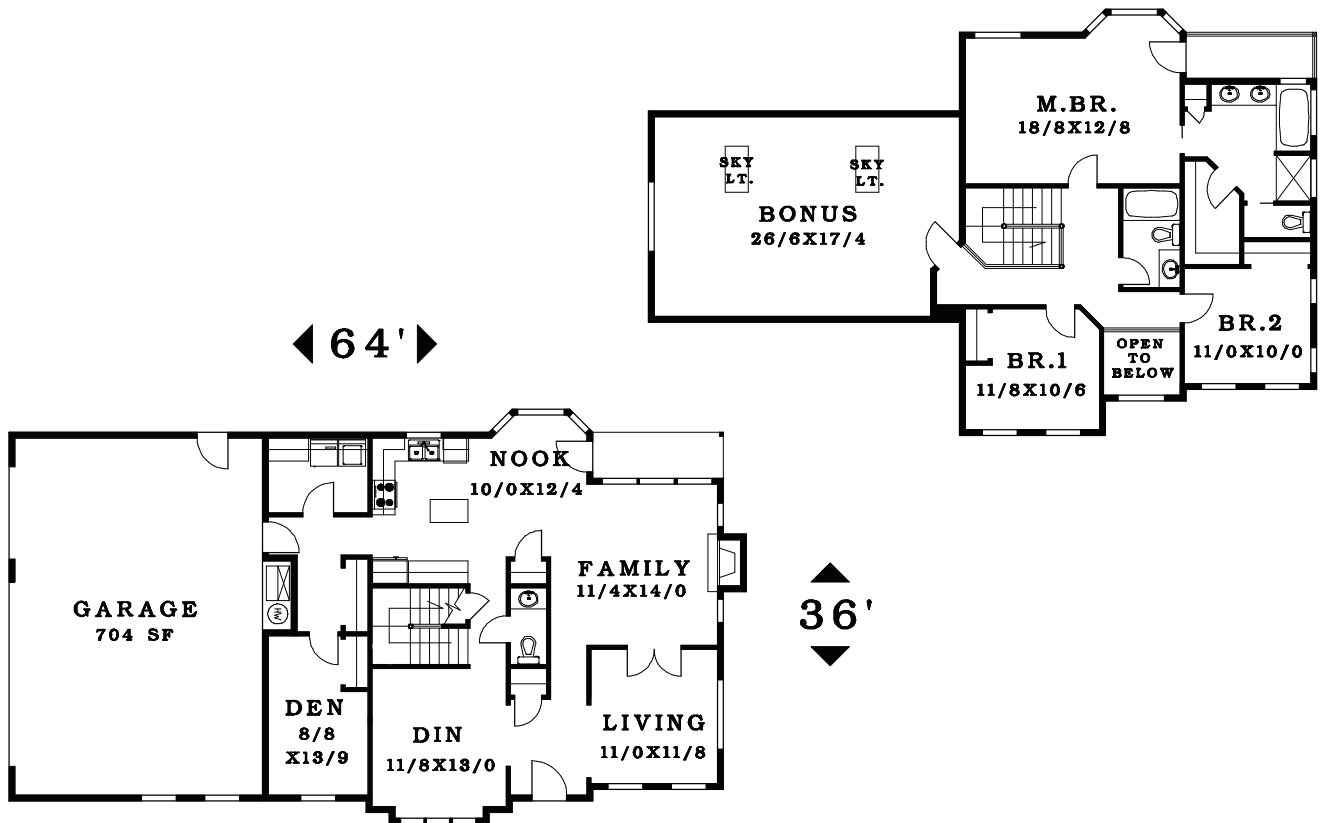 M.BR.
18/8X12/8
SKY
LT.
SKY
LT.
BONUS
26/6X17/4
BR.2
11/0X10/0
OPEN
TO
BELOW
BR.1
11/8X10/6
64'
NOOK
10/0X12/4
FAMILY
11/4X14/0
36'
GARAGE
704 SF
HW
DEN
8/8
X13/9
DIN
11/8X13/0
LIVING
11/0X11/8